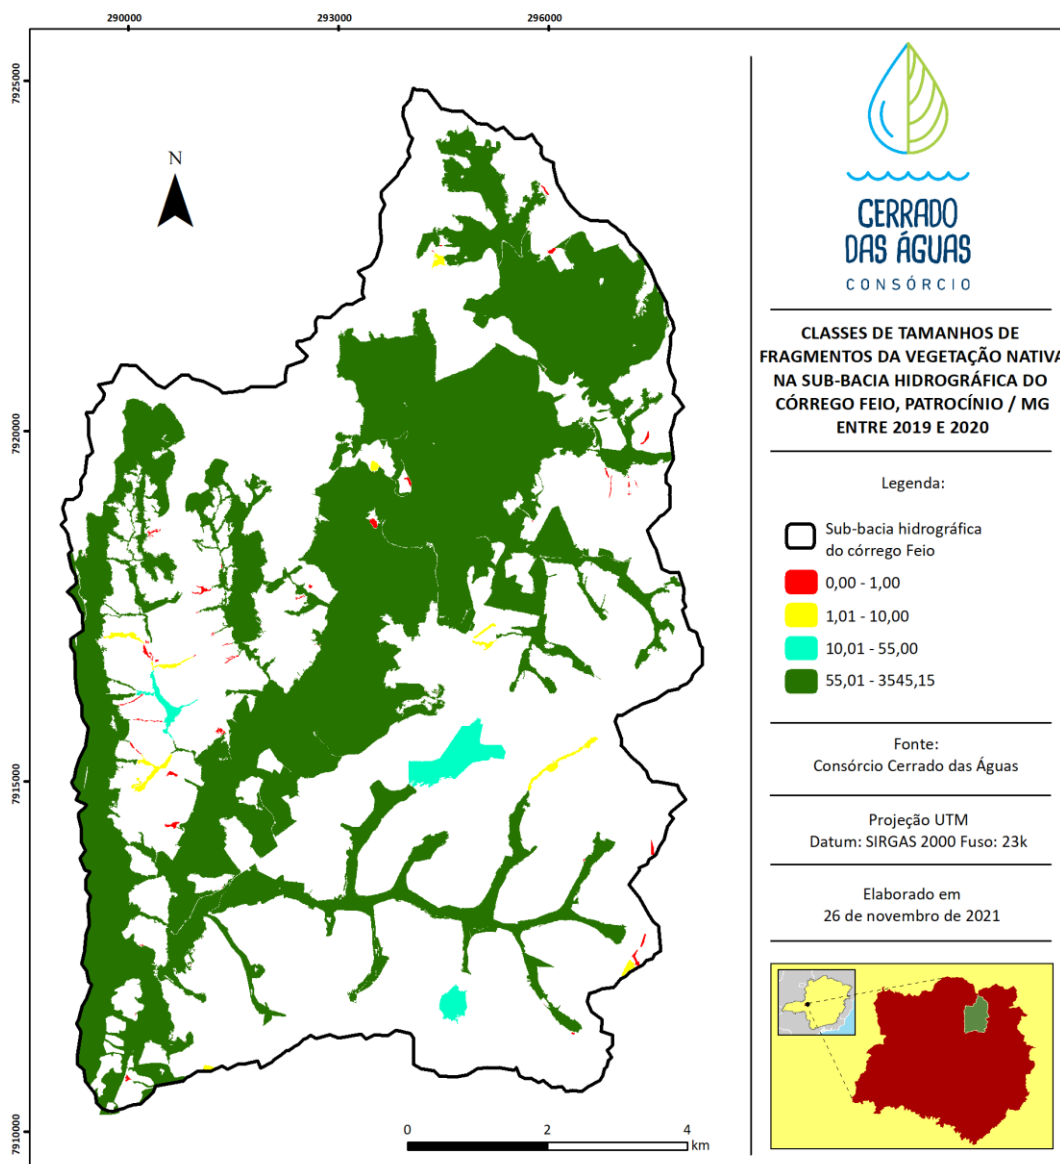 290000
293000
296000
7925000
7920000
7915000
7910000
N
0
2
4
km
CERRADO
DAS ÁGUAS
CONSÓRCIO
CLASSES DE TAMANHOS DE
FRAGMENTOS DA VEGETAÇÃO NATIVA
NA SUB-BACIA HIDROGRÁFICA DO
CÓRREGO FEIO, PATROCÍNIO / MG
ENTRE 2019 E 2020
Legenda:
Sub-bacia hidrográfica
do córrego Feio
0,00 - 1,00
1,01 - 10,00
10,01 - 55,00
55,01 - 3545,15
Fonte:
Consórcio Cerrado das Águas
Projeção UTM
Datum: SIRGAS 2000 Fuso: 23k
Elaborado em
26 de novembro de 2021